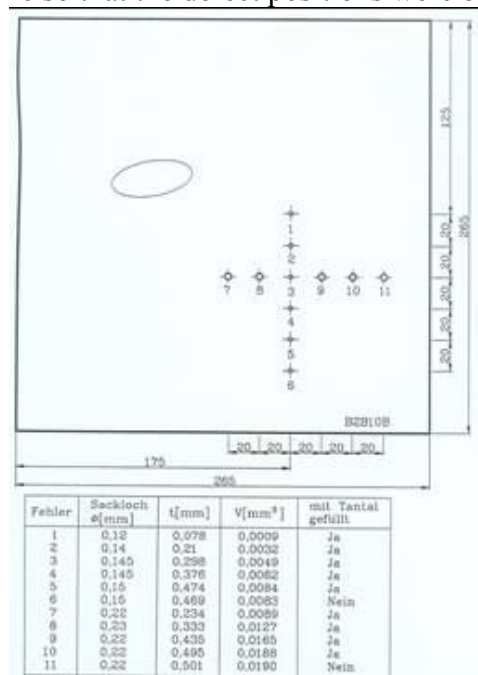 so that the defect positions were
125
265
1
20
2
20
7 8 3 9 10 11
20
4
20
5
20
6
BZB10B
20 20 20 20 20
175
265
Fehler Sackloch ø[mm] t[mm] V[mm³] mit Tantal gefüllt
1 0,12 0,078 0,0009 Ja
2 0,14 0,21 0,0032 Ja
3 0,145 0,298 0,0049 Ja
4 0,145 0,376 0,0062 Ja
5 0,15 0,474 0,0084 Ja
6 0,15 0,469 0,0083 Nein
7 0,22 0,234 0,0089 Ja
8 0,23 0,333 0,0127 Ja
9 0,22 0,435 0,0165 Ja
10 0,22 0,495 0,0188 Ja
11 0,22 0,501 0,0190 Nein